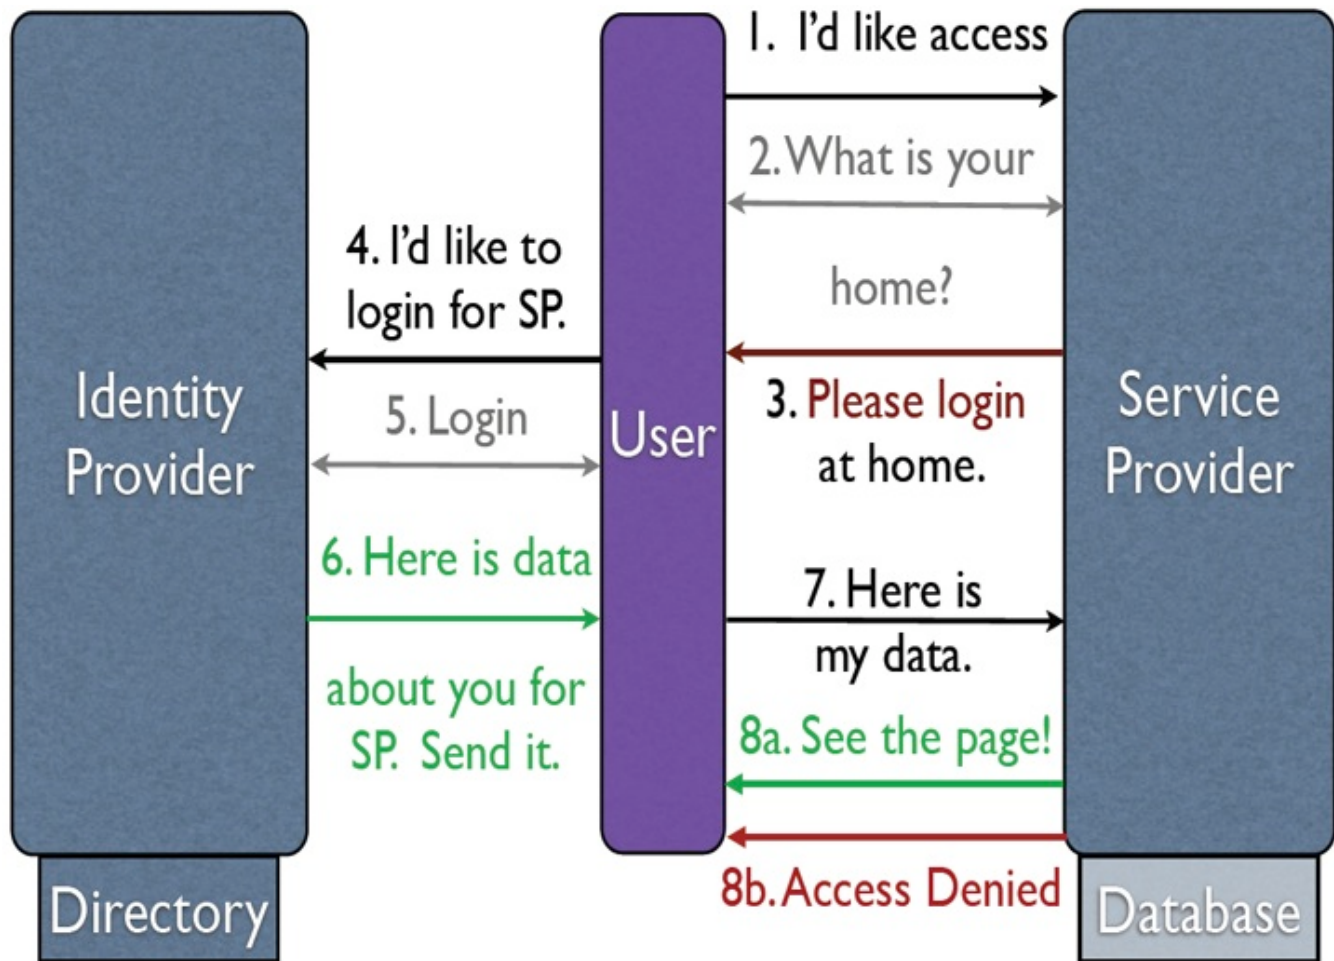 1. I'd like access
2. What is your
home?
3. Please login
at home.
4. I'd like to
login for SP.
5. Login
6. Here is data
about you for
SP. Send it.
7. Here is
my data.
8a. See the page!
8b. Access Denied
Identity
Provider
User
Service
Provider
Directory
Database